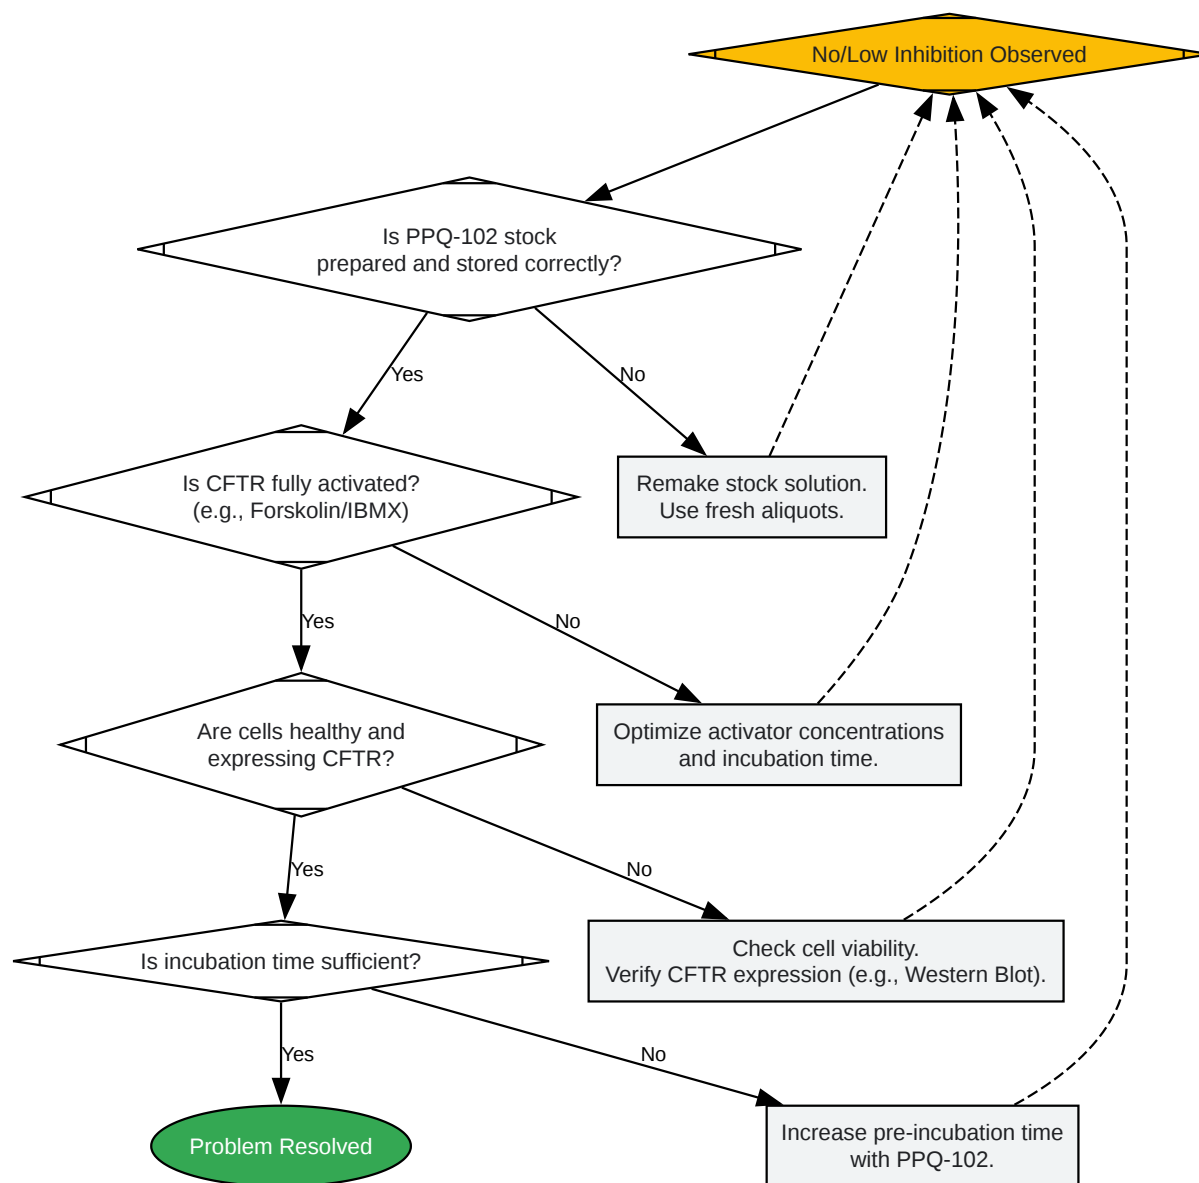 No/Low Inhibition Observed
Is PPQ-102 stock
prepared and stored correctly?
Yes
No
Is CFTR fully activated?
(e.g., Forskolin/IBMX)
Remake stock solution.
Use fresh aliquots.
Yes
No
Are cells healthy and
expressing CFTR?
Optimize activator concentrations
and incubation time.
Yes
No
Is incubation time sufficient?
Check cell viability.
Verify CFTR expression (e.g., Western Blot).
Yes
No
Problem Resolved
Increase pre-incubation time
with PPQ-102.